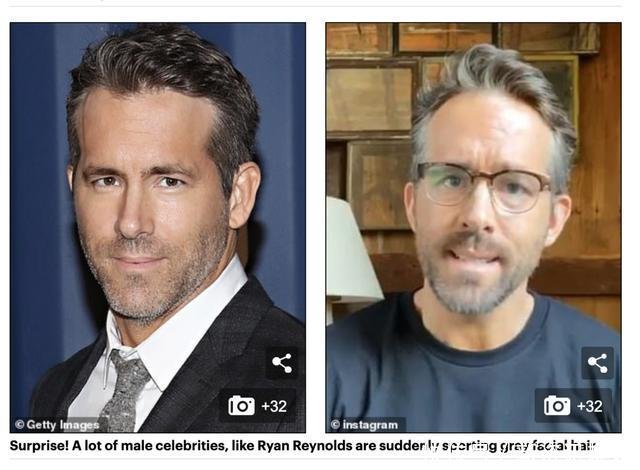 +32
© Getty Images
+32
© instagram
Surprise! A lot of male celebrities, like Ryan Reynolds are suddenly sporting gray facial hair